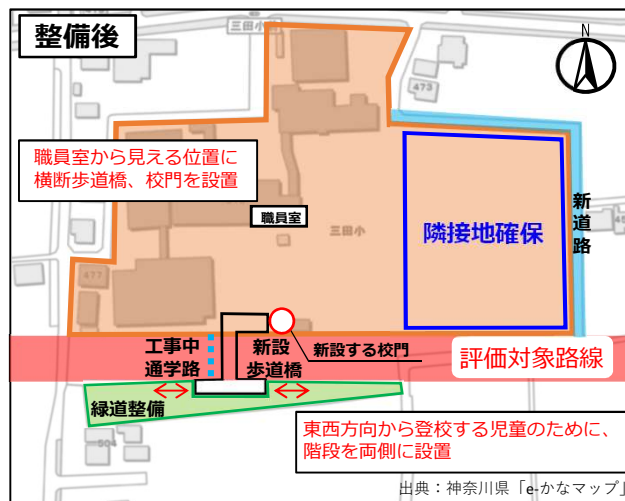 整備後
三田小
N
473
職員室から見える位置に
横断歩道橋、校門を設置
職員室
三田小
隣接地確保
新道路
477
工事中
通学路
新設
歩道橋
新設する校門
評価対象路線
緑道整備
504
東西方向から登校する児童のために、
階段を両側に設置
出典：神奈川県「e-かなマップ」